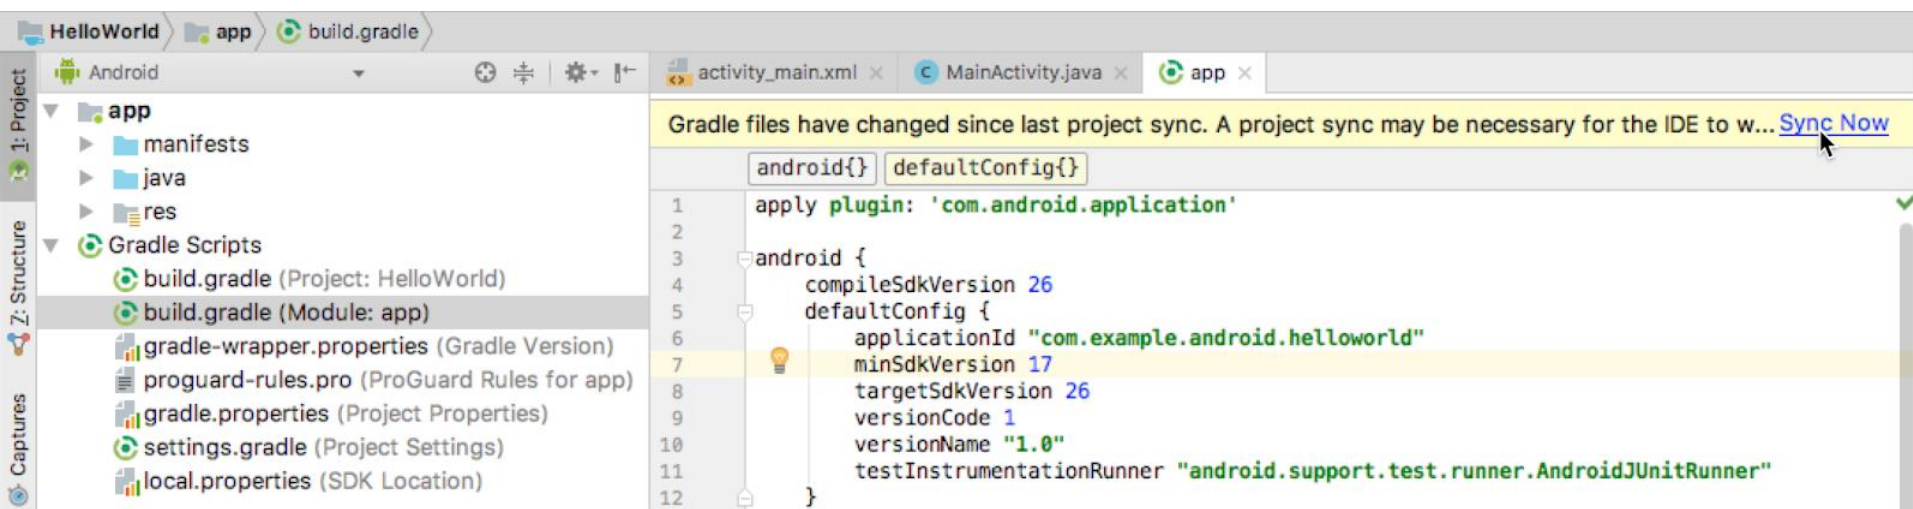 HelloWorld app build.gradle
1: Project
Z: Structure
Captures
Android
app
manifests
java
res
Gradle Scripts
build.gradle (Project: HelloWorld)
build.gradle (Module: app)
gradle-wrapper.properties (Gradle Version)
proguard-rules.pro (ProGuard Rules for app)
gradle.properties (Project Properties)
settings.gradle (Project Settings)
local.properties (SDK Location)
activity_main.xml MainActivity.java app
Gradle files have changed since last project sync. A project sync may be necessary for the IDE to w... Sync Now
android{} defaultConfig{}
1 apply plugin: 'com.android.application'
2
3 android {
4 compileSdkVersion 26
5 defaultConfig {
6 applicationId "com.example.android.helloworld"
7 minSdkVersion 17
8 targetSdkVersion 26
9 versionCode 1
10 versionName "1.0"
11 testInstrumentationRunner "android.support.test.runner.AndroidJUnitRunner"
12 }